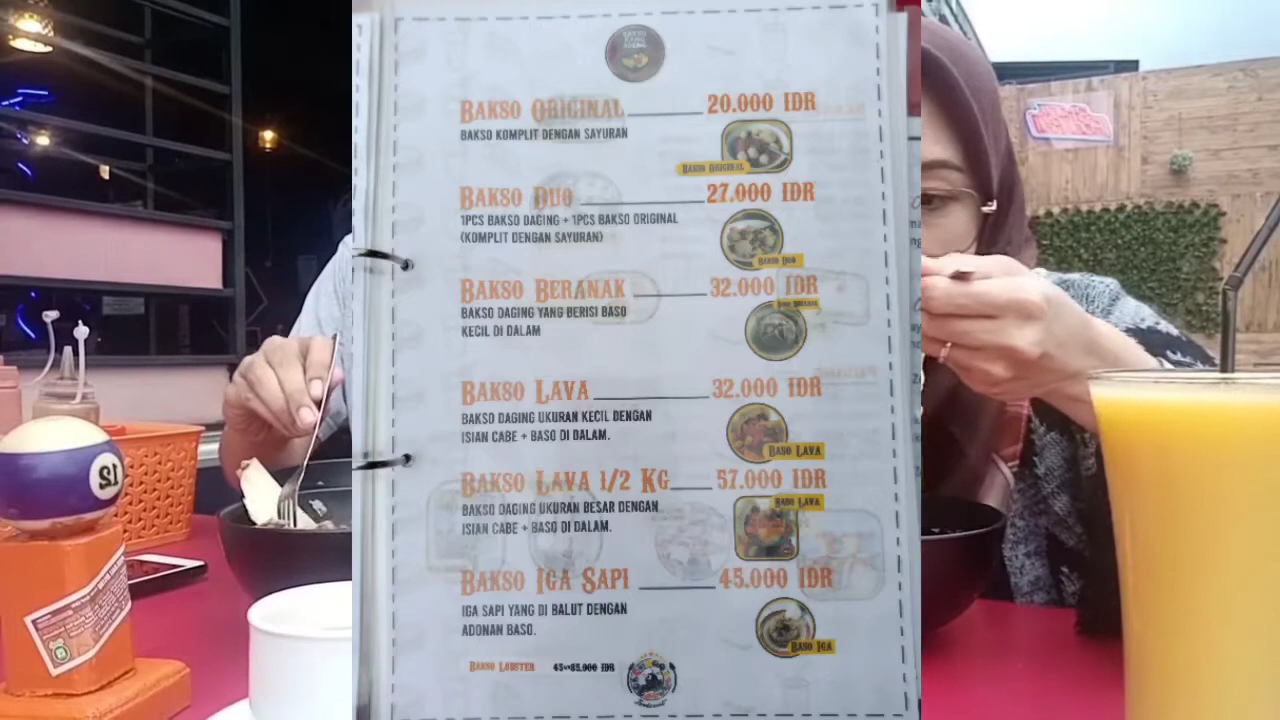 BAKSO ORIGINAL 20.000 IDR
BAKSO KOMPLIT DENGAN SAYURAN
BAKSO ORIGINAL
BAKSO DUO 27.000 IDR
1PCS BAKSO DAGING + 1PCS BAKSO ORIGINAL
(KOMPLIT DENGAN SAYURAN)
BAKSO DUO
BAKSO BERANAK 32.000 IDR
BAKSO DAGING YANG BERISI BASO
KECIL DI DALAM
BAKSO LAVA 32.000 IDR
BAKSO DAGING UKURAN KECIL DENGAN
ISIAN CABE + BASO DI DALAM.
BASO LAVA
BAKSO LAVA 1/2 KG 57.000 IDR
BASO LAVA
BAKSO DAGING UKURAN BESAR DENGAN
ISIAN CABE + BASO DI DALAM.
BAKSO IGA SAPI 45.000 IDR
IGA SAPI YANG DI BALUT DENGAN
ADONAN BASO.
BASO IGA
BAKSO LOBSTER
12